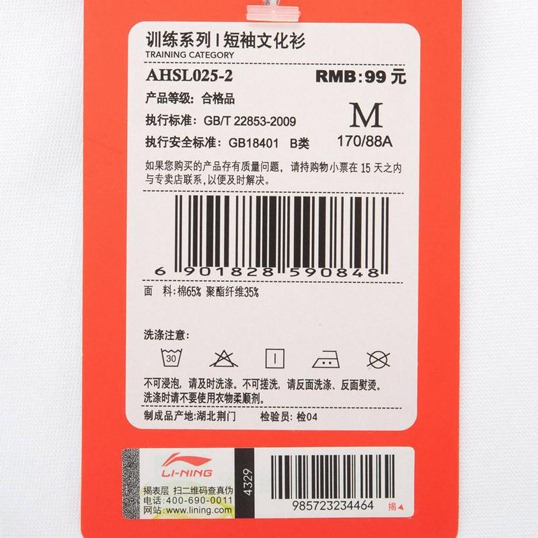 训练系列 | 短袖文化衫
TRAINING CATEGORY
AHSL025-2 RMB: 99 元
产品等级: 合格品
执行标准: GB/T 22853-2009 M
执行安全标准: GB18401 B类 170/88A
如果您购买的产品存有质量问题, 请持购物小票在 15 天之内
与专卖店联系,以便及时解决。
6 901828 590848
面 料:棉65% 聚酯纤维35%
洗涤注意:
30
不可浸泡, 请及时洗涤。不可搓洗, 请反面洗涤、反面熨烫。
洗涤时请不要使用衣物柔顺剂。
制成品产地:湖北荆门 检验员: 检04
LI-NING
揭表层 扫二维码查真伪
电话:400-690-0011
网站:www.lining.com
4329
985723234464 揭